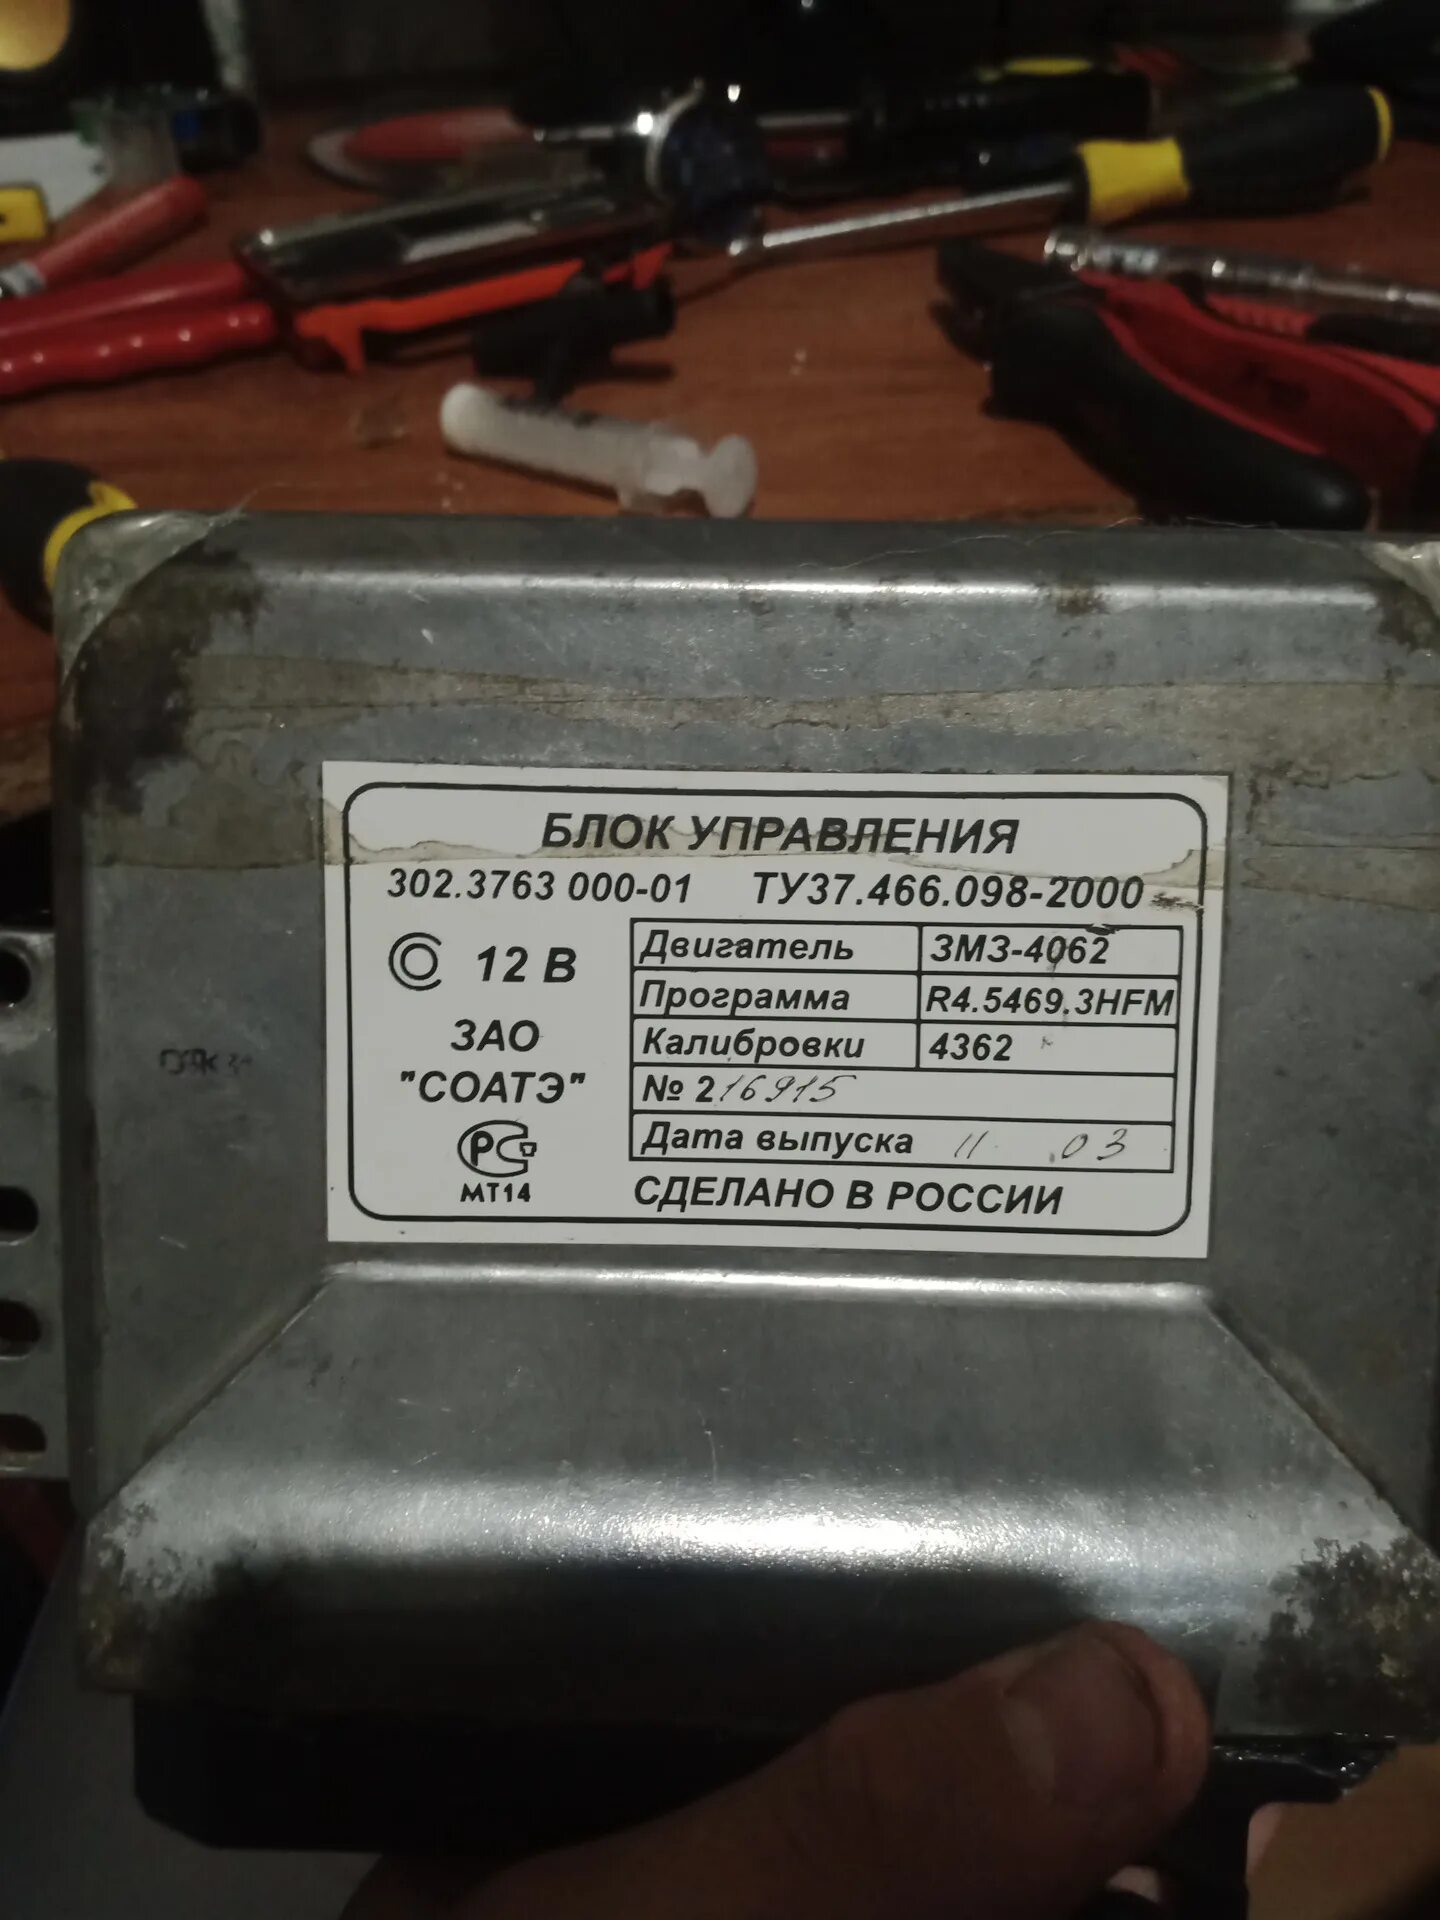 БЛОК УПРАВЛЕНИЯ
302.3763 000-01 ТУ37.466.098-2000
12 В
ЗАО
"СОАТЭ"
РС
МТ14
Двигатель ЗМЗ-4062
Программа R4.5469.3HFM
Калибровки 4362
№ 216915
Дата выпуска 11 .03
СДЕЛАНО В РОССИИ